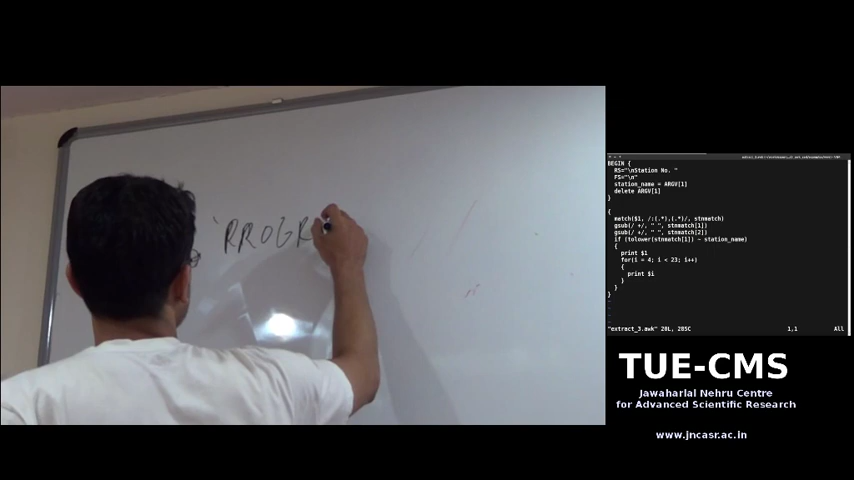 'PROGR
BEGIN {
RS="\nStation No. "
FS="\n"
station_name = ARGV[1]
delete ARGV[1]
}
{
match($1, /:(.*),(.*)/, stnmatch)
gsub(/ +/, " ", stnmatch[1])
gsub(/ +/, " ", stnmatch[2])
if (tolower(stnmatch[1]) ~ station_name)
{
print $1
for(i = 4; i < 23; i++)
{
print $i
}
}
}
"extract_3.awk" 20L, 285C 1,1 All
TUE-CMS
Jawaharlal Nehru Centre
for Advanced Scientific Research
www.jncasr.ac.in